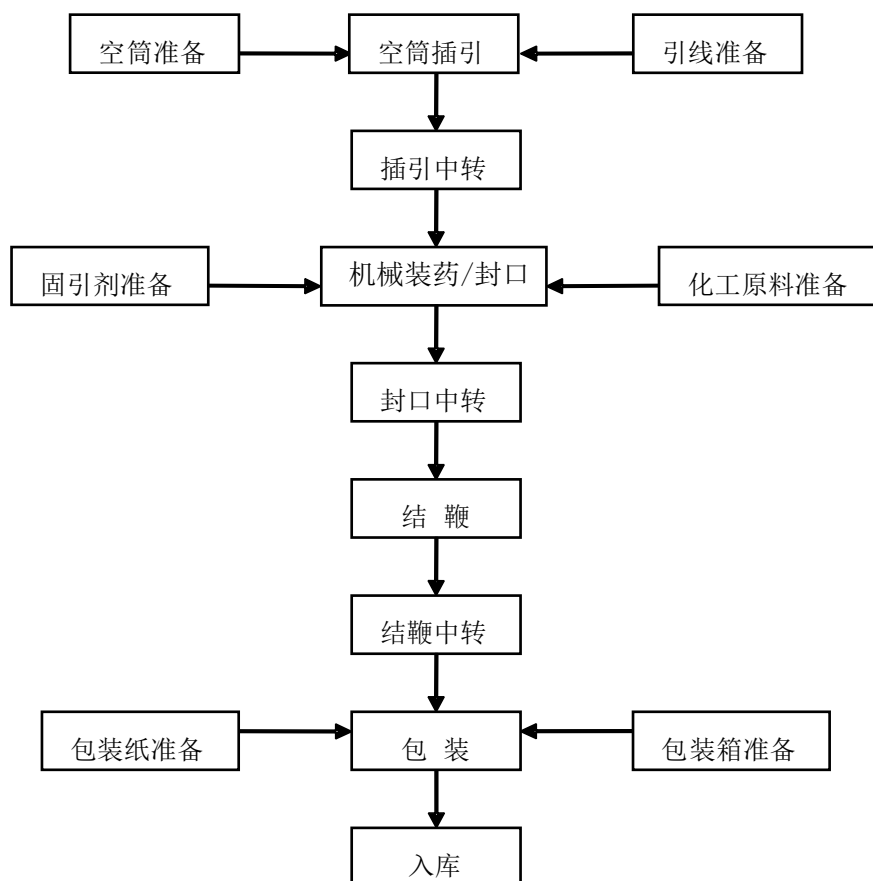 空筒准备
空筒插引
引线准备
插引中转
固引剂准备
机械装药/封口
化工原料准备
封口中转
结 鞭
结鞭中转
包装纸准备
包 装
包装箱准备
入库